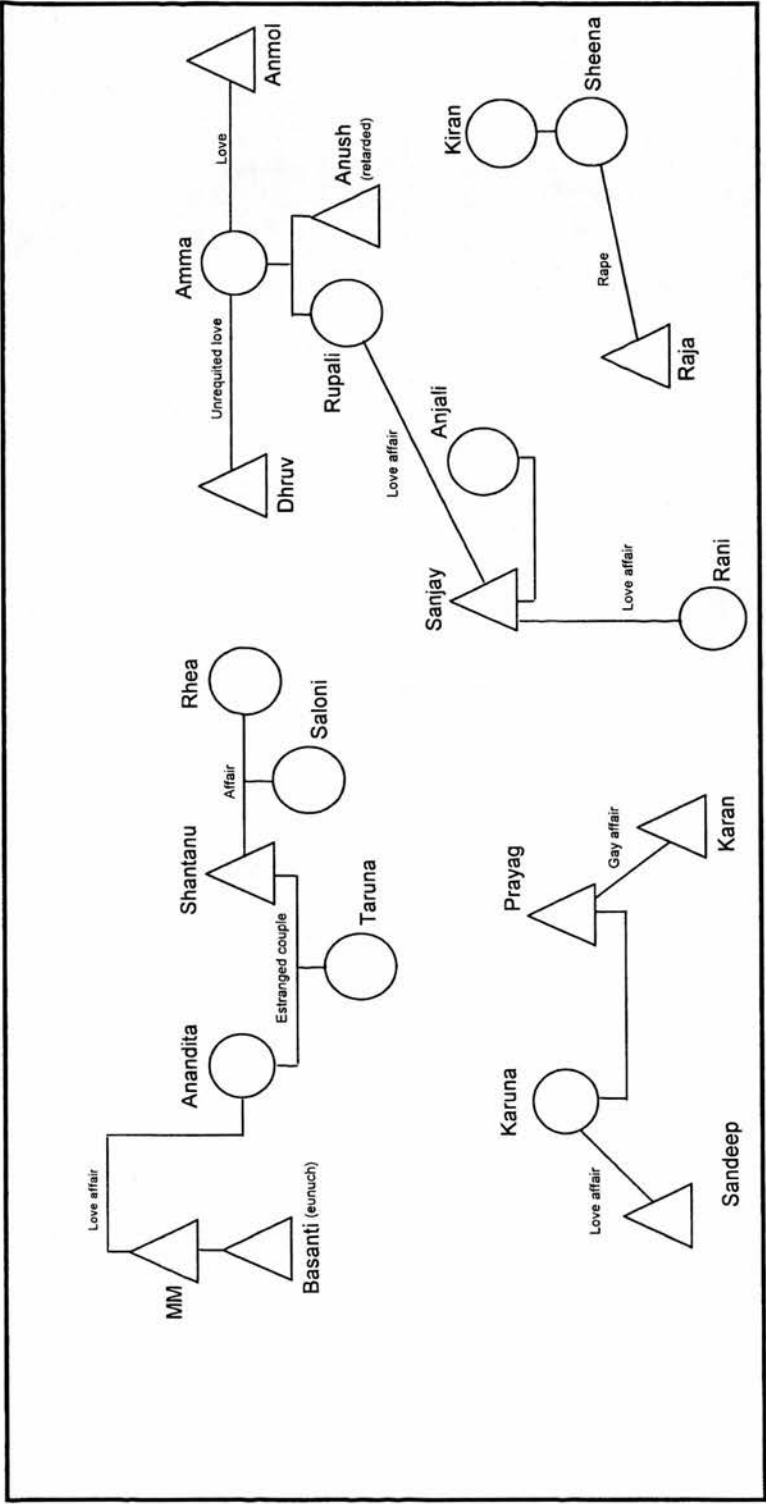 Love affair
MM
Basanti (eunuch)
Anandita
Estranged couple
Taruna
Shantanu
Affair
Rhea
Saloni
Dhruv
Unrequited love
Amma
Love
Anmol
Rupali
Anush
(retarded)
Love affair
Sanjay
Anjali
Love affair
Rani
Karuna
Love affair
Sandeep
Prayag
Gay affair
Karan
Kiran
Sheena
Rape
Raja